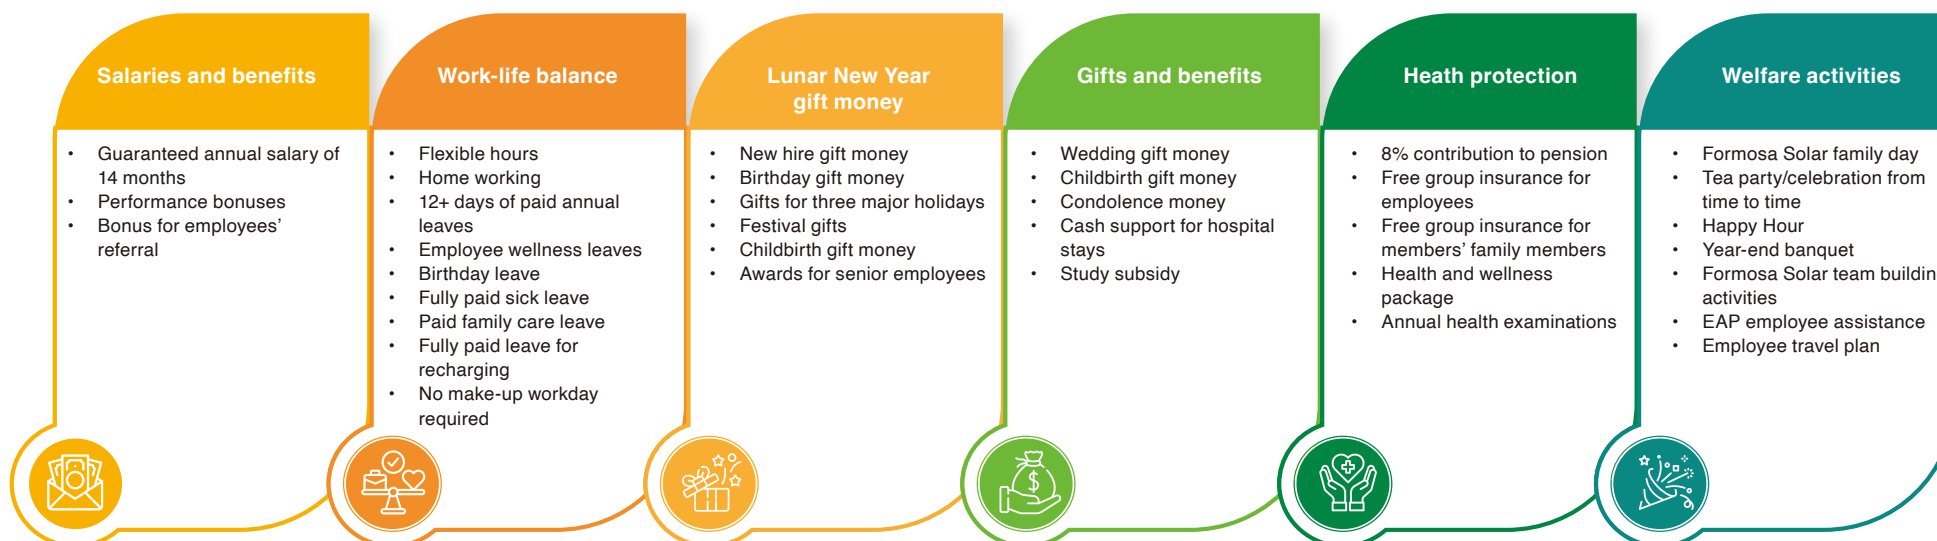 Salaries and benefits
• Guaranteed annual salary of
14 months
• Performance bonuses
• Bonus for employees’
referral
Work-life balance
• Flexible hours
• Home working
• 12+ days of paid annual
leaves
• Employee wellness leaves
• Birthday leave
• Fully paid sick leave
• Paid family care leave
• Fully paid leave for
recharging
• No make-up workday
required
Lunar New Year
gift money
• New hire gift money
• Birthday gift money
• Gifts for three major holidays
• Festival gifts
• Childbirth gift money
• Awards for senior employees
Gifts and benefits
• Wedding gift money
• Childbirth gift money
• Condolence money
• Cash support for hospital
stays
• Study subsidy
$
Heath protection
• 8% contribution to pension
• Free group insurance for
employees
• Free group insurance for
members’ family members
• Health and wellness
package
• Annual health examinations
Welfare activities
• Formosa Solar family day
• Tea party/celebration from
time to time
• Happy Hour
• Year-end banquet
• Formosa Solar team buildin
activities
• EAP employee assistance
• Employee travel plan